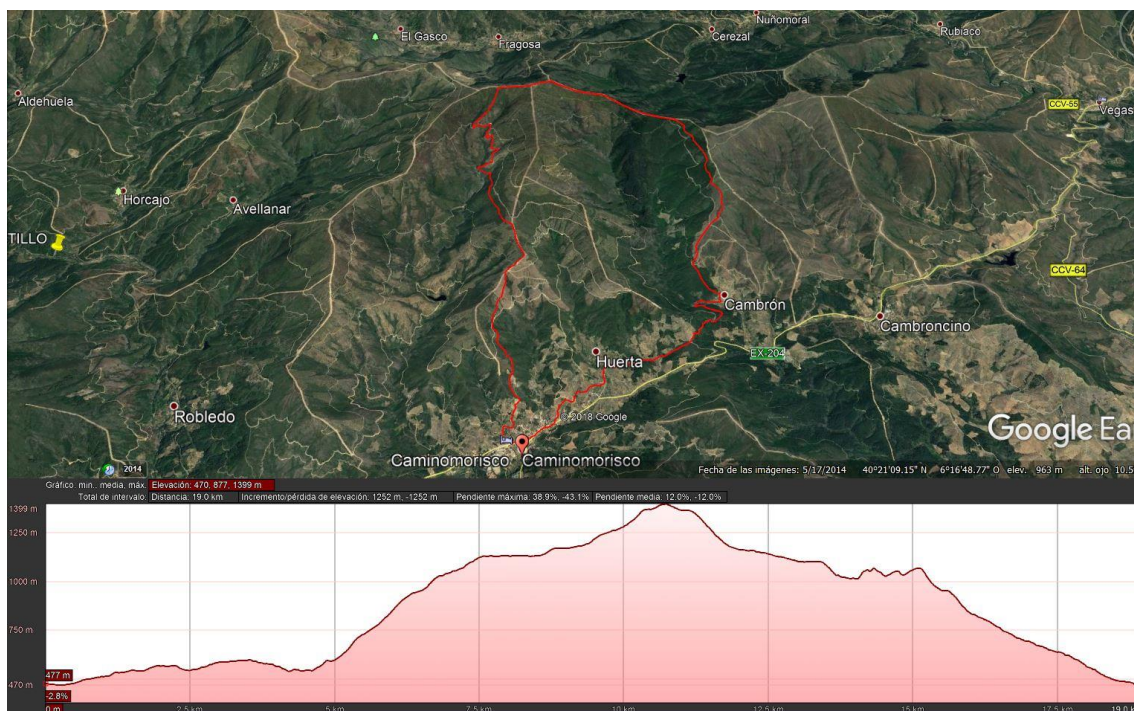 Nuñomoral
El Gasco
Fragosa
Cerezal
Rubiaco
Aldehuela
CCV-55
Vegas
Horcajo
Avellanar
TILLO
CCV-64
Cambrón
Cambroncino
EX-204
Huerta
Robledo
© 2018 Google
Google Ea
Caminomorisco Caminomorisco
2014
Fecha de las imágenes: 5/17/2014 40°21'09.15" N 6°16'48.77" O elev. 963 m alt. ojo 10.5
Gráfico: mín., media, máx. Elevación: 470, 877, 1399 m
Total de intervalo: Distancia: 19.0 km Incremento/pérdida de elevación: 1252 m, -1252 m Pendiente máxima: 38.9%, -43.1% Pendiente media: 12.0%, -12.0%
1399 m
1250 m
1000 m
750 m
477 m
470 m
-2.8%
0 m 2.5 km 5 km 7.5 km 10 km 12.5 km 15 km 17.5 km 19.0